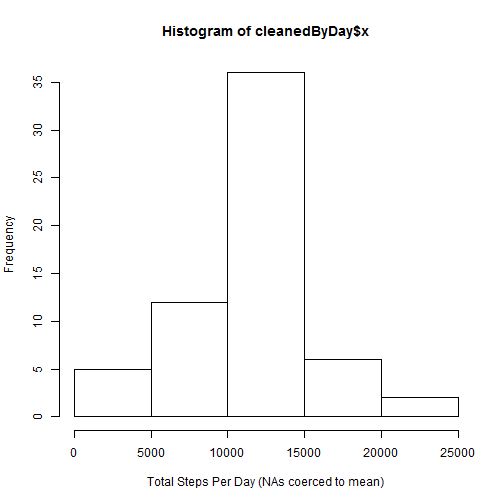 Histogram of cleanedByDay$x
Frequency
35
30
25
20
15
10
5
0
0 5000 10000 15000 20000 25000
Total Steps Per Day (NAs coerced to mean)